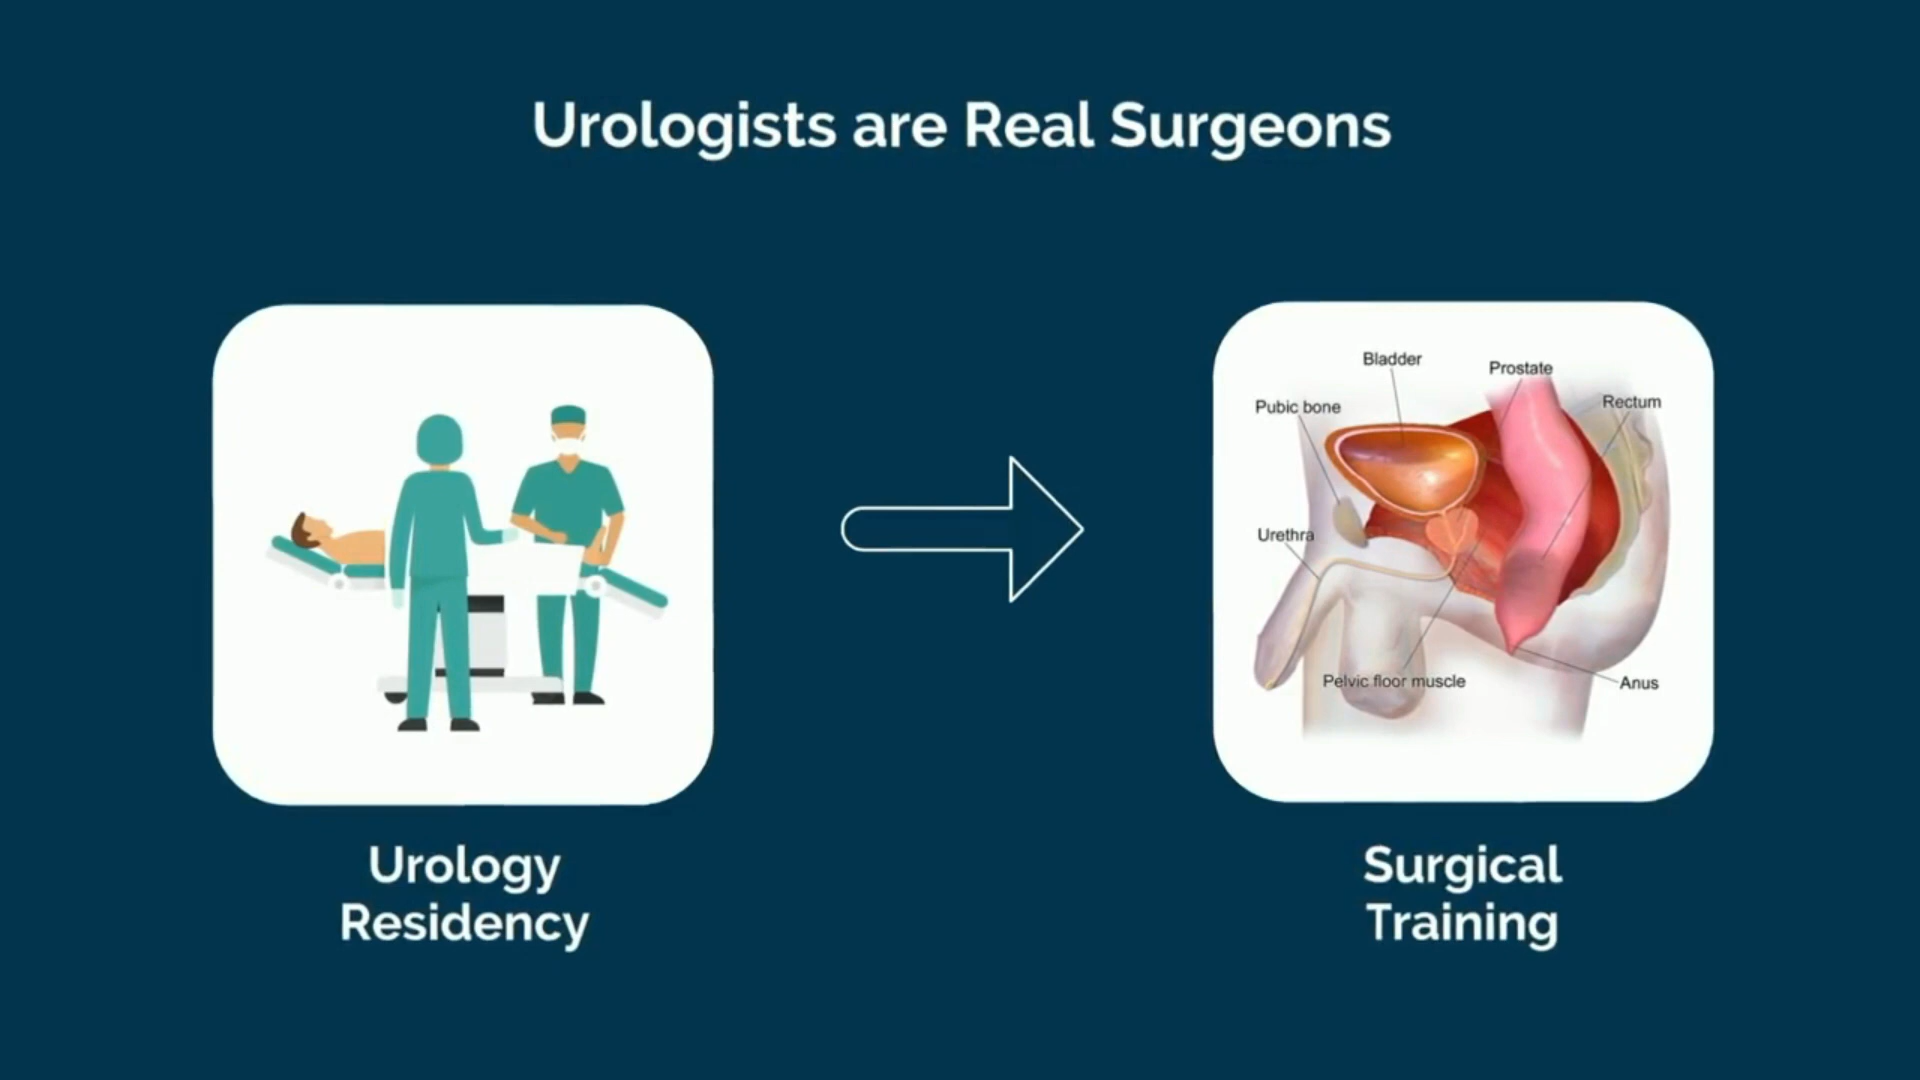 Urologists are Real Surgeons
Bladder
Prostate
Pubic bone
Rectum
Urethra
Pelvic floor muscle
Anus
Urology
Residency
Surgical
Training